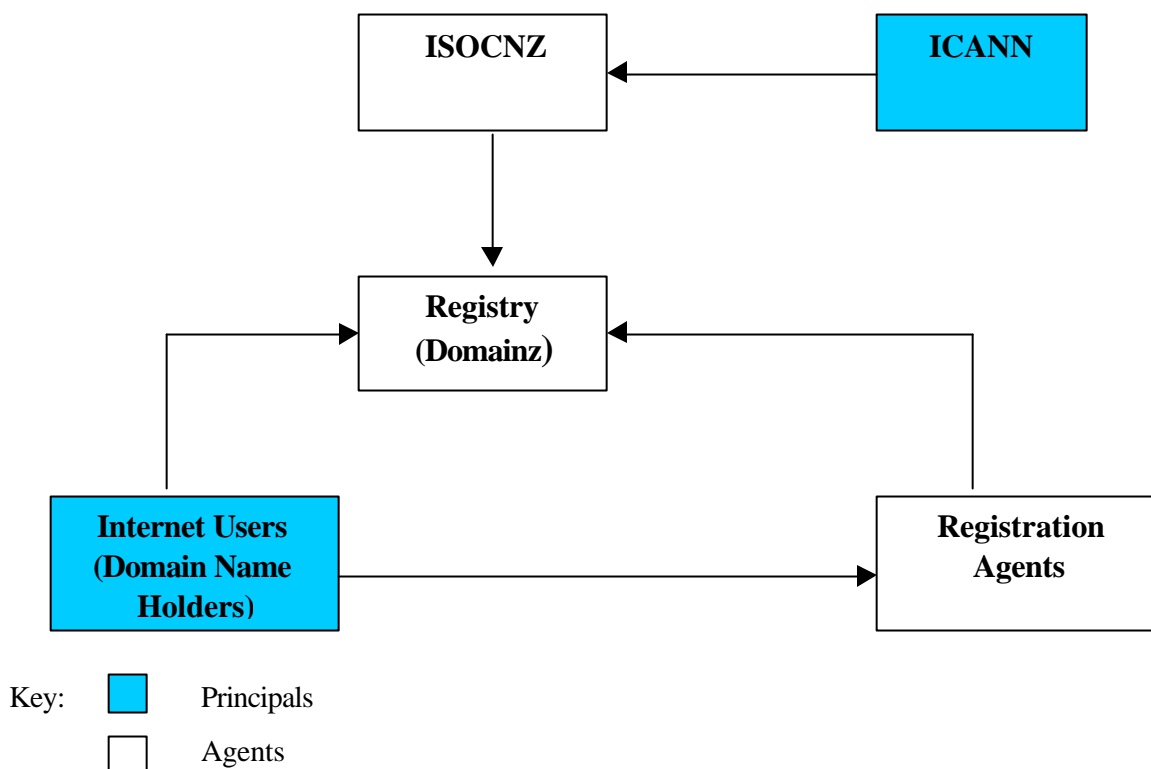 ISOCNZ
ICANN
Registry
(Domainz)
Internet Users
(Domain Name
Holders)
Registration
Agents
Key:
Principals
Agents